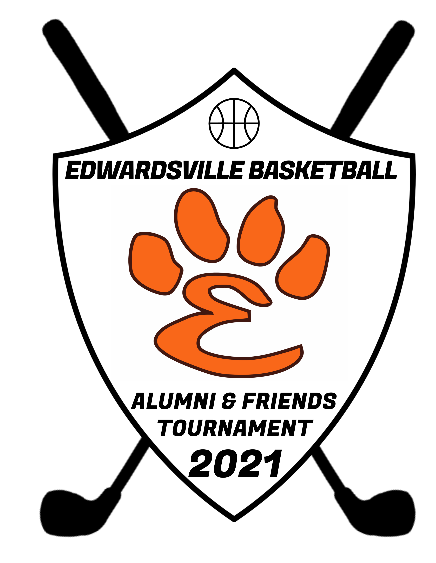 EDWARDSVILLE BASKETBALL
E
ALUMNI & FRIENDS
TOURNAMENT
2021